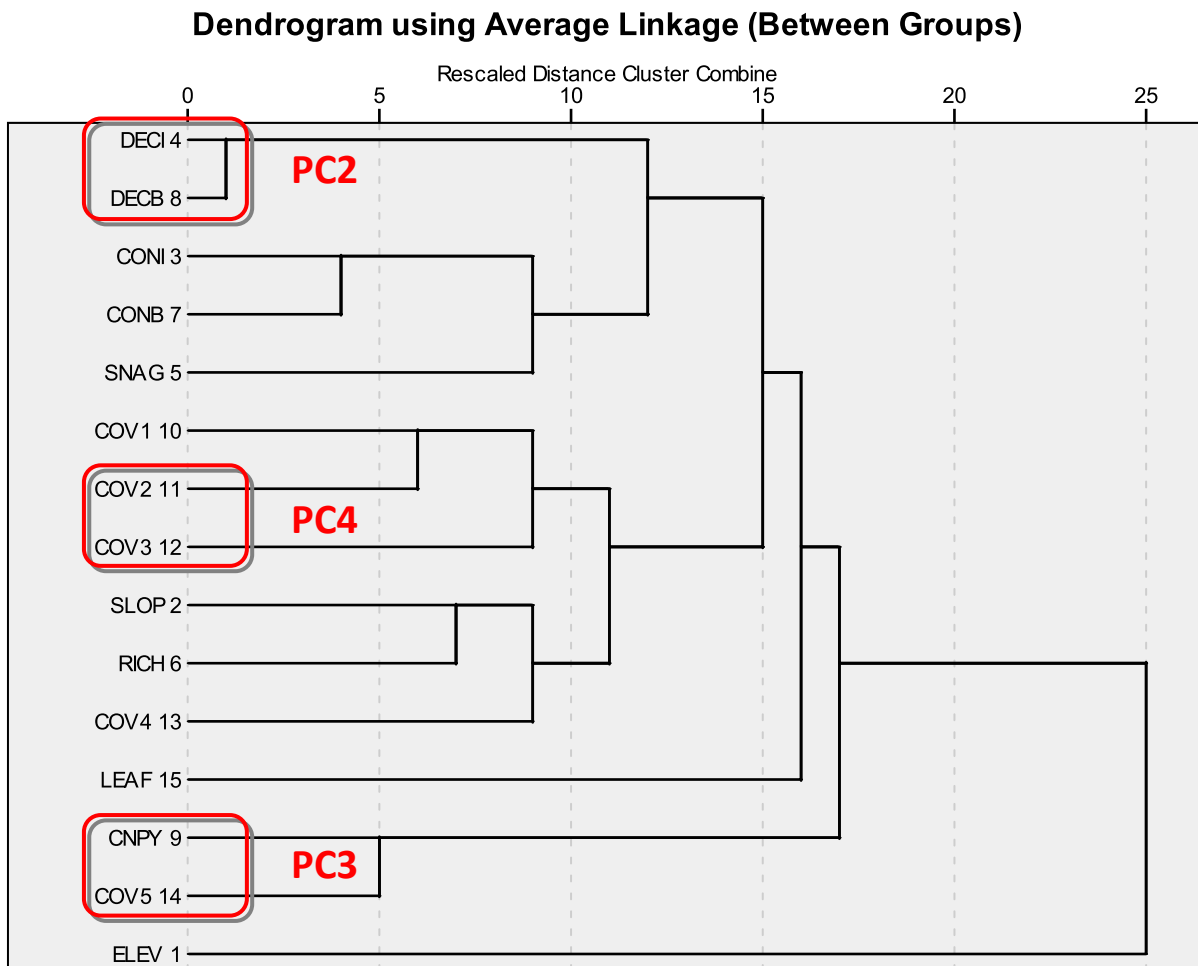 Dendrogram using Average Linkage (Between Groups)
Rescaled Distance Cluster Combine
0 5 10 15 20 25
DECI 4
PC2
DECB 8
CONI 3
CONB 7
SNAG 5
COV1 10
COV2 11
PC4
COV3 12
SLOP 2
RICH 6
COV4 13
LEAF 15
CNPY 9
PC3
COV5 14
ELEV 1